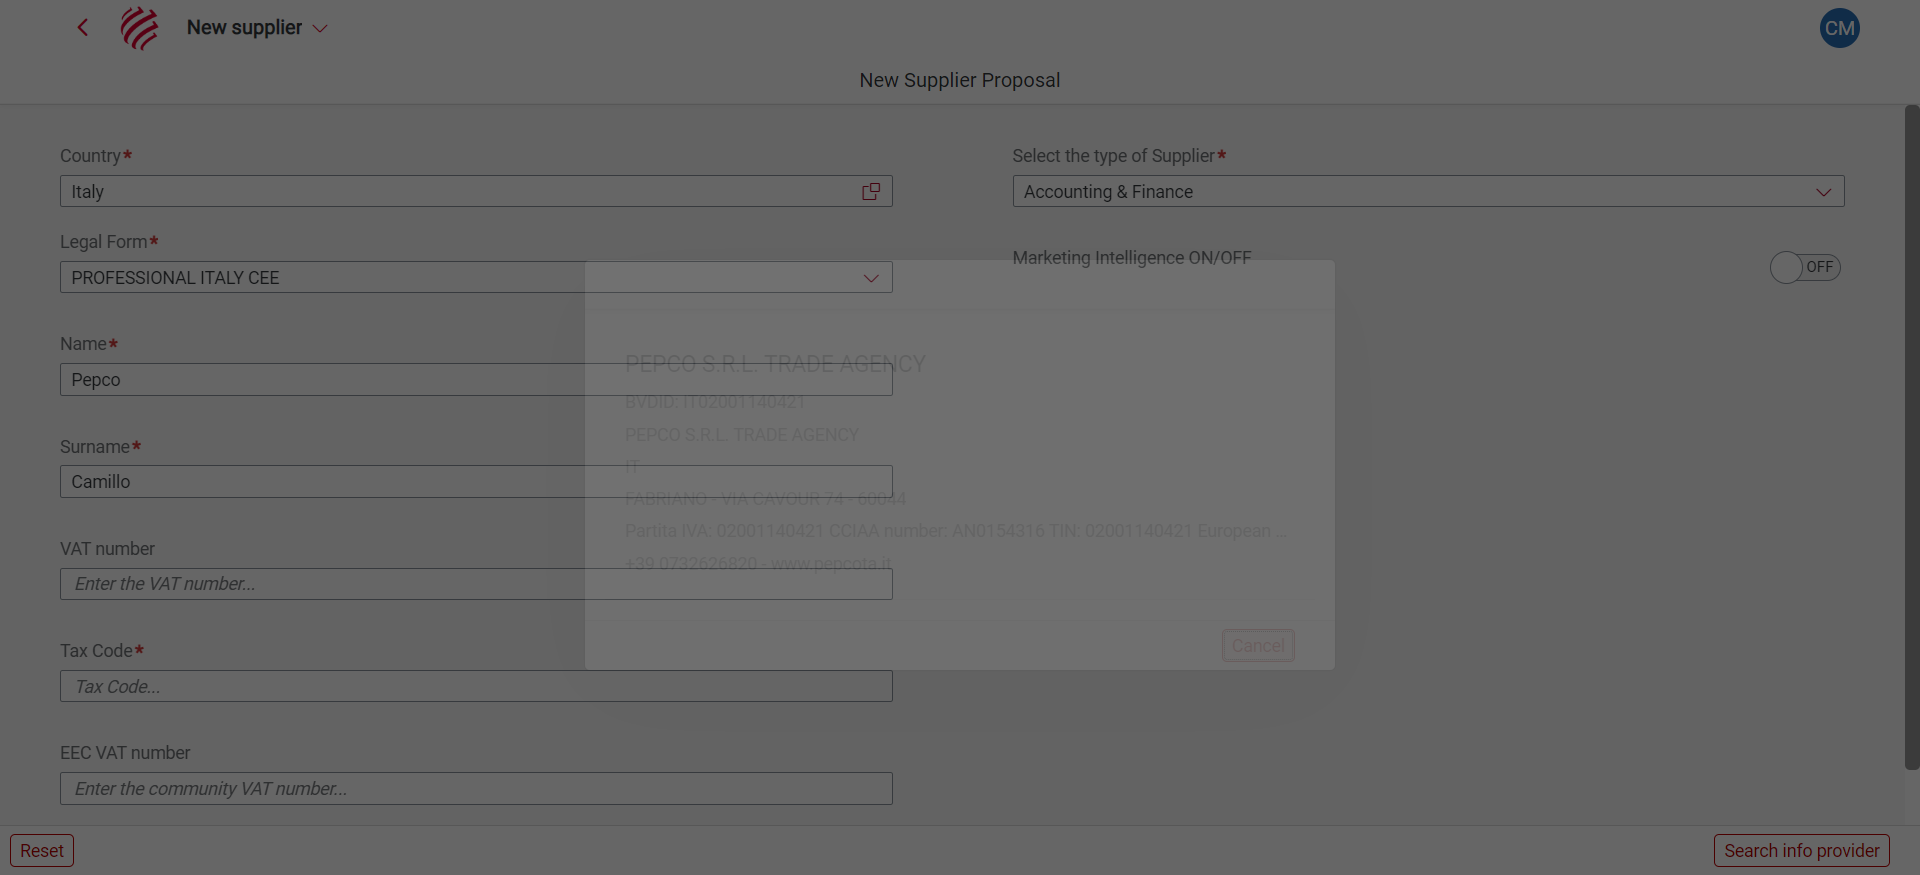 New supplier
CM
New Supplier Proposal
Country*
Italy
Select the type of Supplier*
Accounting & Finance
Legal Form*
PROFESSIONAL ITALY CEE
Marketing Intelligence ON/OFF
OFF
Name*
Pepco
Surname*
Camillo
VAT number
Enter the VAT number...
Tax Code*
Tax Code...
EEC VAT number
Enter the community VAT number...
PEPCO S.R.L. TRADE AGENCY
BVDID: IT02001140421
PEPCO S.R.L. TRADE AGENCY
IT
FABRIANO - VIA CAVOUR 74 - 60044
Partita IVA: 02001140421 CCIAA number: AN0154316 TIN: 02001140421 European ...
+39 0732626820 - www.pepcota.it
Cancel
Reset
Search info provider